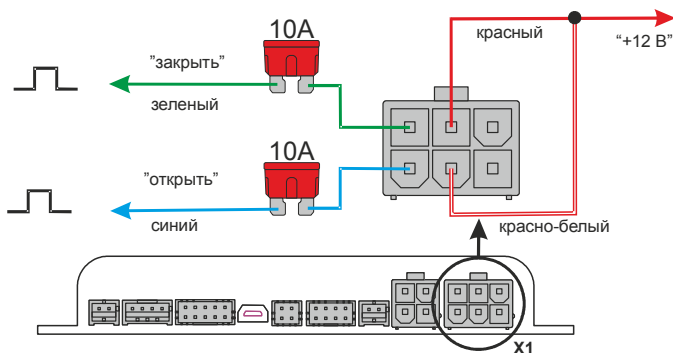 10A
красный
"закрыть"
“+12 В”
зеленый
10A
"открыть"
синий
красно-белый
X1